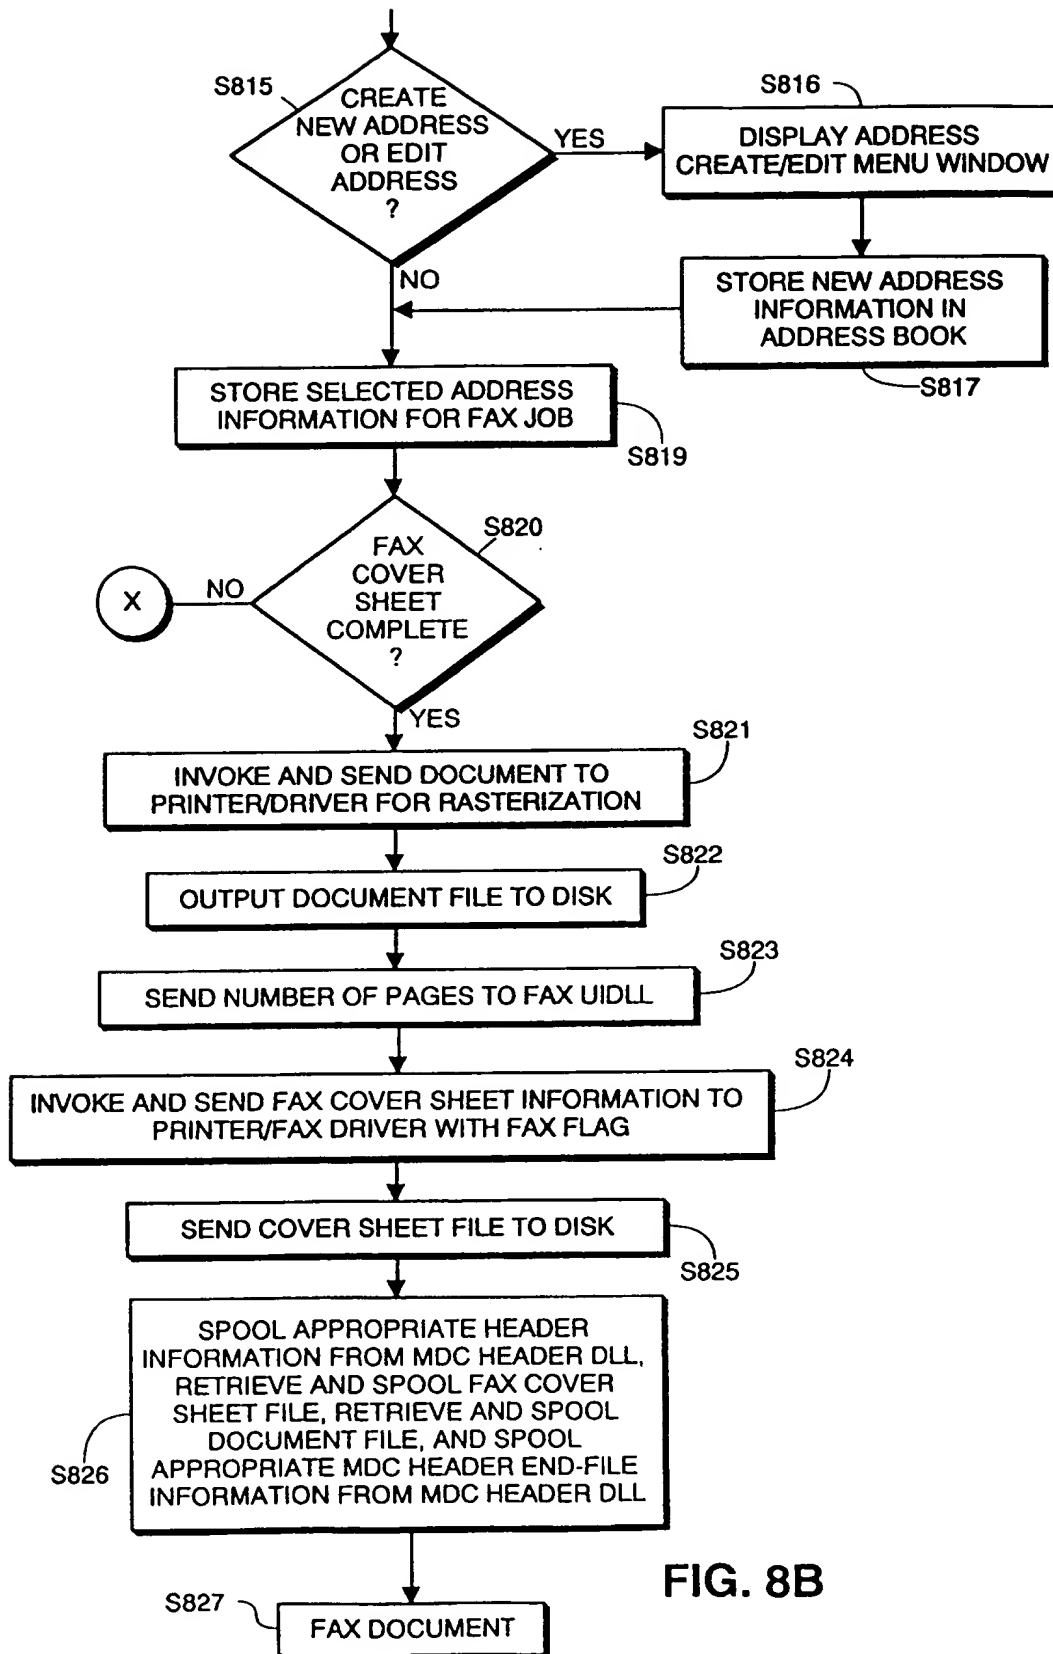 S815
CREATE
NEW ADDRESS
OR EDIT
ADDRESS
?
YES
S816
DISPLAY ADDRESS
CREATE/EDIT MENU WINDOW
NO
STORE NEW ADDRESS
INFORMATION IN
ADDRESS BOOK
S817
STORE SELECTED ADDRESS
INFORMATION FOR FAX JOB
S819
S820
FAX
COVER
SHEET
COMPLETE
?
NO
X
YES
S821
INVOKE AND SEND DOCUMENT TO
PRINTER/DRIVER FOR RASTERIZATION
S822
OUTPUT DOCUMENT FILE TO DISK
S823
SEND NUMBER OF PAGES TO FAX UIDLL
S824
INVOKE AND SEND FAX COVER SHEET INFORMATION TO
PRINTER/FAX DRIVER WITH FAX FLAG
SEND COVER SHEET FILE TO DISK
S825
SPOOL APPROPRIATE HEADER
INFORMATION FROM MDC HEADER DLL,
RETRIEVE AND SPOOL FAX COVER
SHEET FILE, RETRIEVE AND SPOOL
DOCUMENT FILE, AND SPOOL
APPROPRIATE MDC HEADER END-FILE
INFORMATION FROM MDC HEADER DLL
S826
FIG. 8B
S827
FAX DOCUMENT